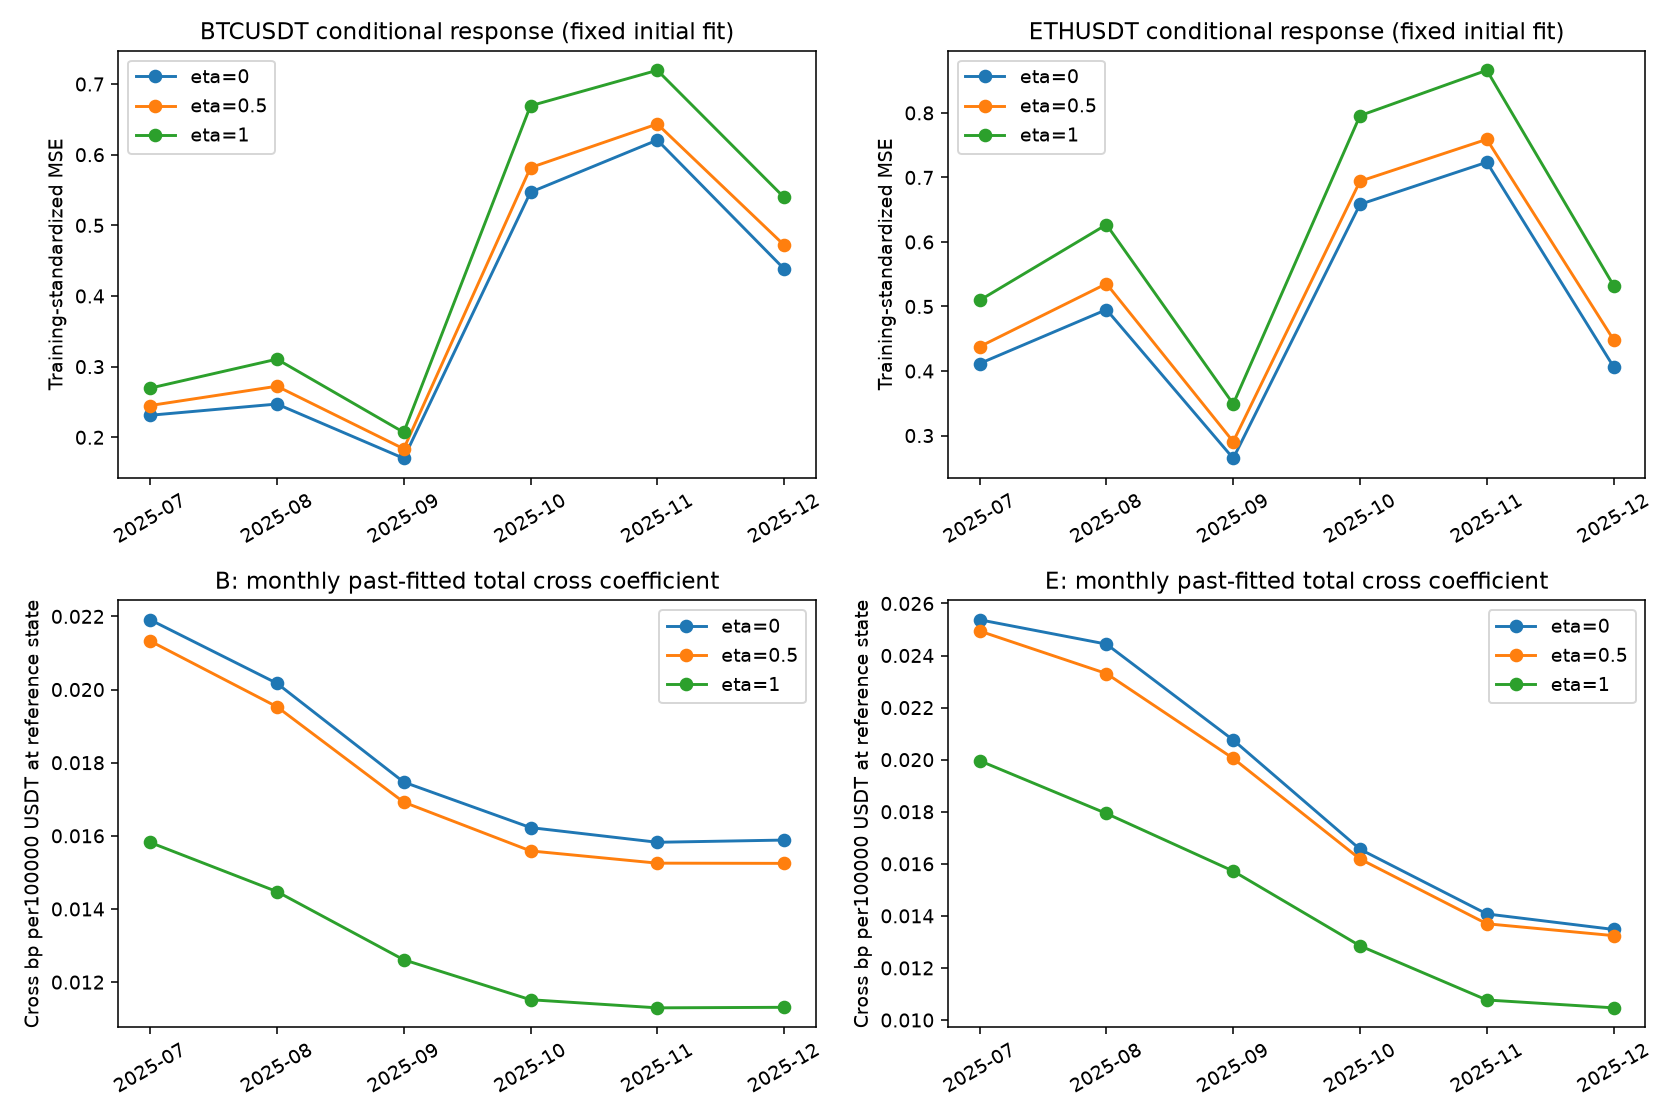 BTCUSDT conditional response (fixed initial fit)
Training-standardized MSE
eta=0
eta=0.5
eta=1
0.7
0.6
0.5
0.4
0.3
0.2
2025-07
2025-08
2025-09
2025-10
2025-11
2025-12
ETHUSDT conditional response (fixed initial fit)
Training-standardized MSE
eta=0
eta=0.5
eta=1
0.8
0.7
0.6
0.5
0.4
0.3
2025-07
2025-08
2025-09
2025-10
2025-11
2025-12
B: monthly past-fitted total cross coefficient
Cross bp per100000 USDT at reference state
eta=0
eta=0.5
eta=1
0.022
0.020
0.018
0.016
0.014
0.012
2025-07
2025-08
2025-09
2025-10
2025-11
2025-12
E: monthly past-fitted total cross coefficient
Cross bp per100000 USDT at reference state
eta=0
eta=0.5
eta=1
0.026
0.024
0.022
0.020
0.018
0.016
0.014
0.012
0.010
2025-07
2025-08
2025-09
2025-10
2025-11
2025-12